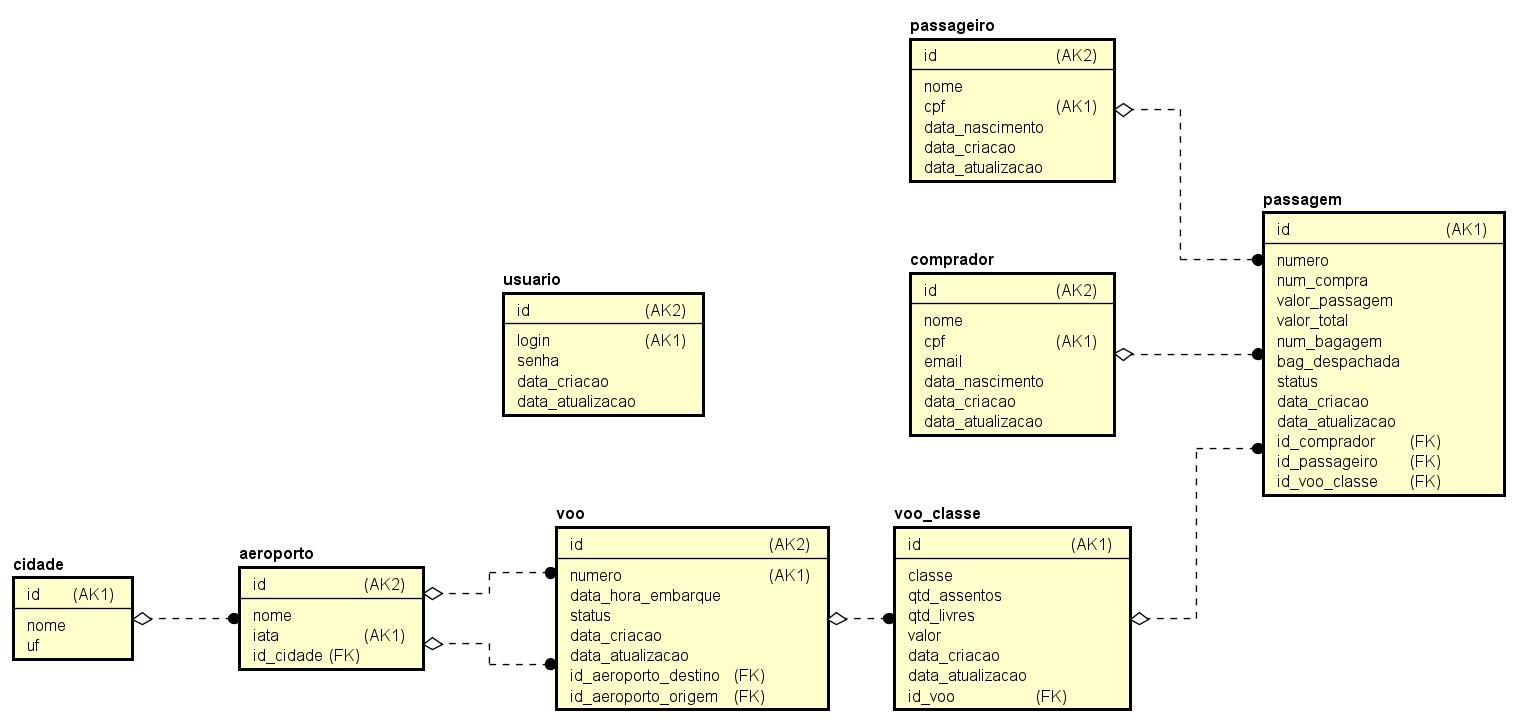 passageiro
id (AK2)
nome
cpf (AK1)
data_nascimento
data_criacao
data_atualizacao
passagem
id (AK1)
numero
num_compra
valor_passagem
valor_total
num_bagagem
bag_despachada
status
data_criacao
data_atualizacao
id_comprador (FK)
id_passageiro (FK)
id_voo_classe (FK)
comprador
id (AK2)
nome
cpf (AK1)
email
data_nascimento
data_criacao
data_atualizacao
usuario
id (AK2)
login (AK1)
senha
data_criacao
data_atualizacao
cidade
id (AK1)
nome
uf
aeroporto
id (AK2)
nome
iata (AK1)
id_cidade (FK)
voo
id (AK2)
numero (AK1)
data_hora_embarque
status
data_criacao
data_atualizacao
id_aeroporto_destino (FK)
id_aeroporto_origem (FK)
voo_classe
id (AK1)
classe
qtd_assentos
qtd_livres
valor
data_criacao
data_atualizacao
id_voo (FK)